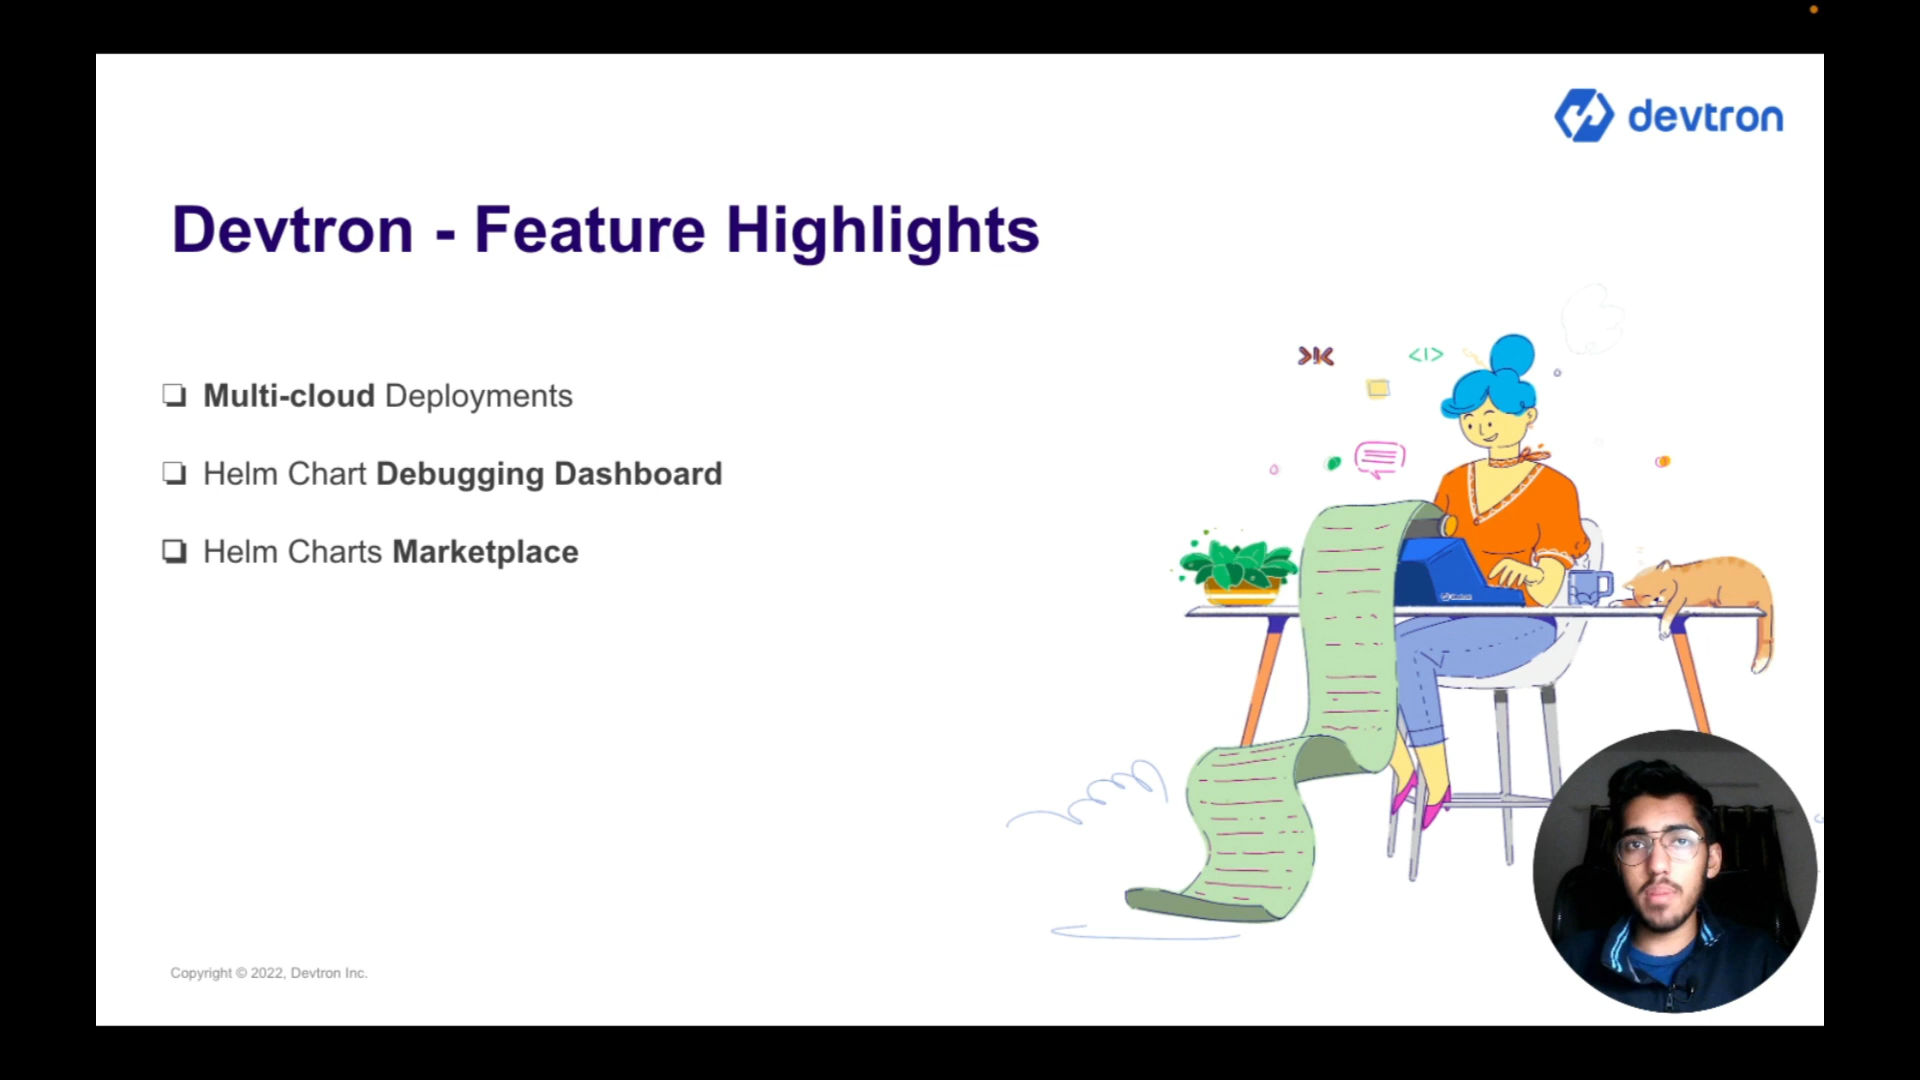 devtron
Devtron - Feature Highlights
Multi-cloud Deployments
Helm Chart Debugging Dashboard
Helm Charts Marketplace
Copyright © 2022, Devtron Inc.